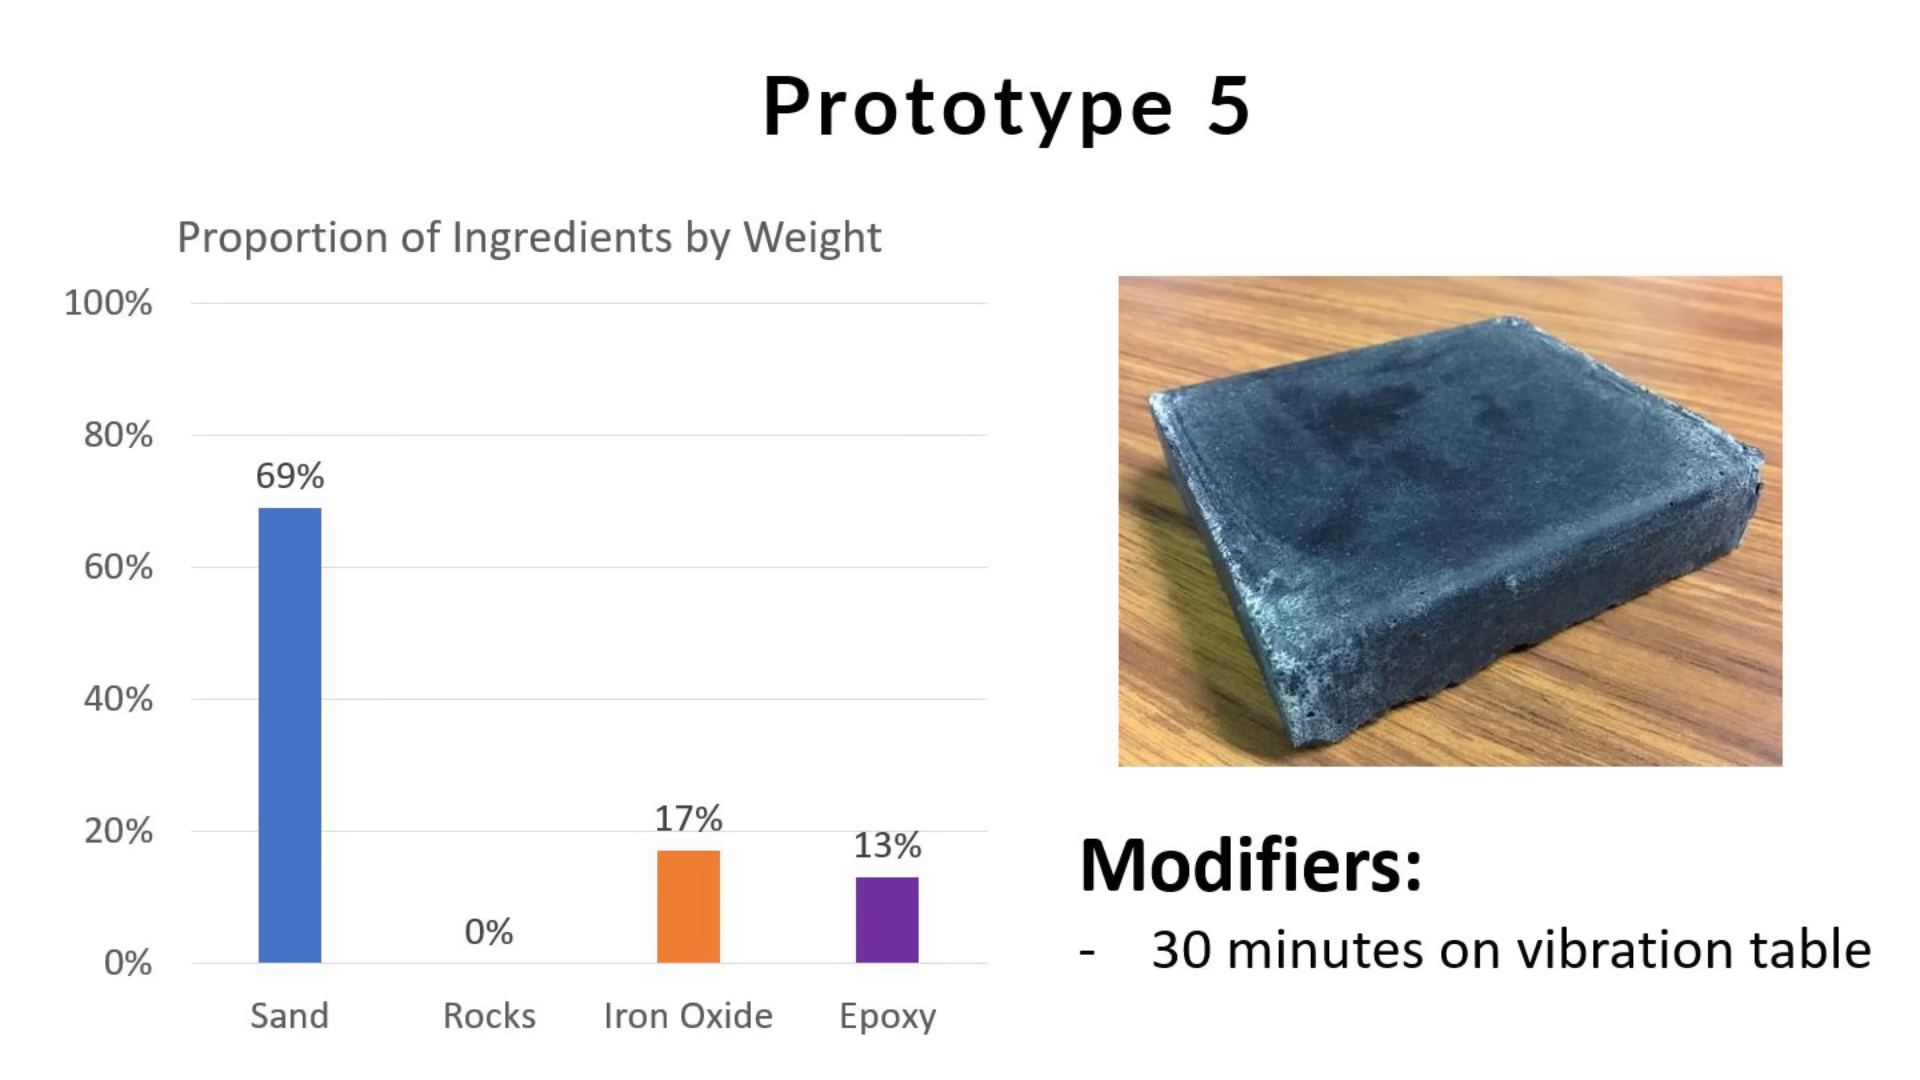 Prototype 5
Proportion of Ingredients by Weight
100%
80%
60%
40%
20%
0%
69%
0%
17%
13%
Sand
Rocks
Iron Oxide
Epoxy
Modifiers:
- 30 minutes on vibration table